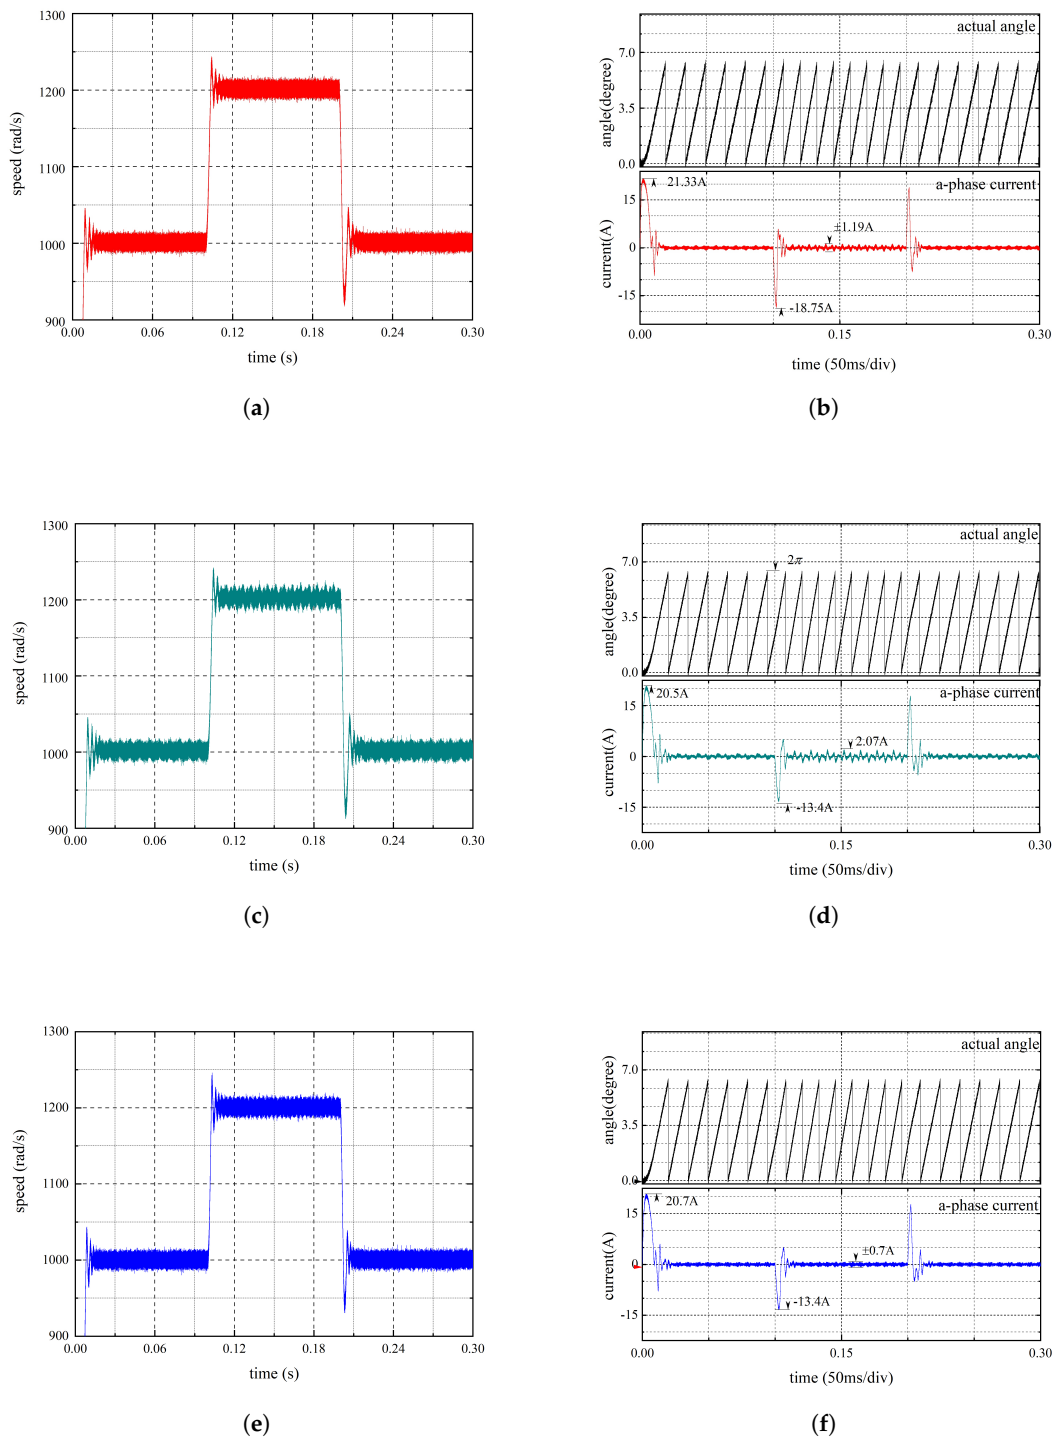 1300
1200
1100
1000
900
speed (rad/s)
0.00 0.06 0.12 0.18 0.24 0.30
time (s)
(a)
actual angle
7.0
3.5
0.0
angle(degree)
a-phase current
21.33A
±1.19A
-18.75A
15
0
-15
current(A)
0.00 0.15 0.30
time (50ms/div)
(b)
1300
1200
1100
1000
900
speed (rad/s)
0.00 0.06 0.12 0.18 0.24 0.30
time (s)
(c)
actual angle
2π
7.0
3.5
0.0
angle(degree)
a-phase current
20.5A
2.07A
-13.4A
15
0
-15
current(A)
0.00 0.15 0.30
time (50ms/div)
(d)
1300
1200
1100
1000
900
speed (rad/s)
0.00 0.06 0.12 0.18 0.24 0.30
time (s)
(e)
actual angle
7.0
3.5
0.0
angle(degree)
a-phase current
20.7A
±0.7A
-13.4A
15
0
-15
current(A)
0.00 0.15 0.30
time (50ms/div)
(f)